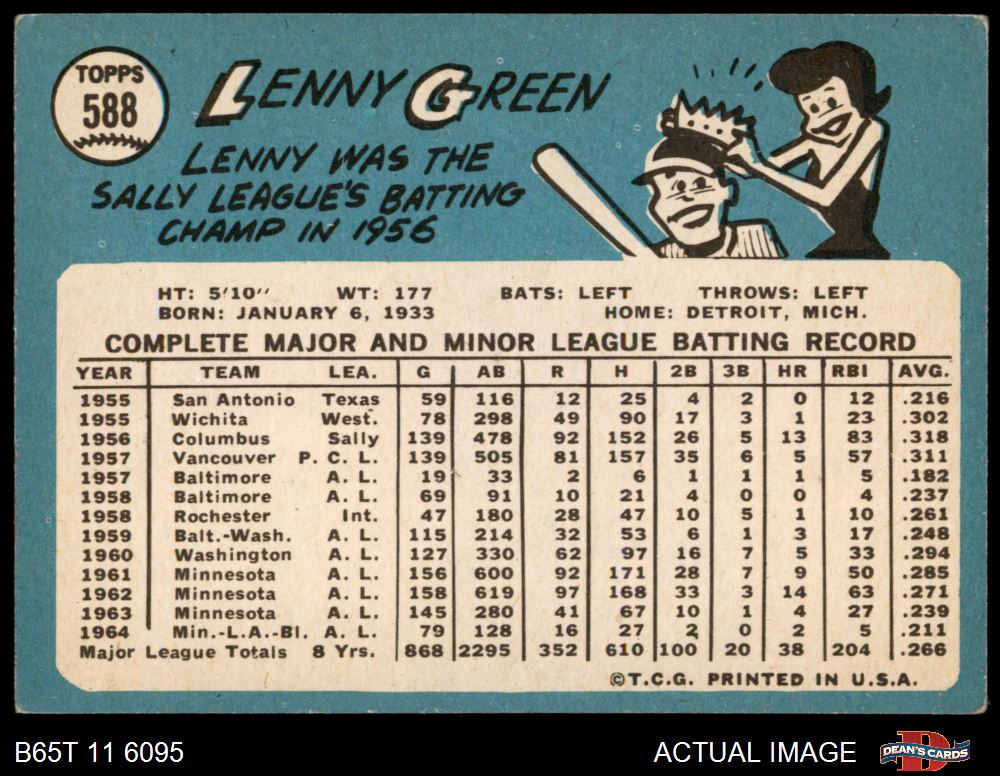 TOPPS
588
LENNY GREEN
LENNY WAS THE
SALLY LEAGUE'S BATTING
CHAMP IN 1956
HT: 5'10" WT: 177 BATS: LEFT THROWS: LEFT
BORN: JANUARY 6, 1933 HOME: DETROIT, MICH.
COMPLETE MAJOR AND MINOR LEAGUE BATTING RECORD
YEAR TEAM LEA. G AB R H 2B 3B HR RBI AVG.
1955 San Antonio Texas 59 116 12 25 4 2 0 12 .216
1955 Wichita West. 78 298 49 90 17 3 1 23 .302
1956 Columbus Sally 139 478 92 152 26 5 13 83 .318
1957 Vancouver P. C. L. 139 505 81 157 35 6 5 57 .311
1957 Baltimore A. L. 19 33 2 6 1 1 1 5 .182
1958 Baltimore A. L. 69 91 10 21 4 0 0 4 .237
1958 Rochester Int. 47 180 28 47 10 5 1 10 .261
1959 Balt.-Wash. A. L. 115 214 32 53 6 1 3 17 .248
1960 Washington A. L. 127 330 62 97 16 7 5 33 .294
1961 Minnesota A. L. 156 600 92 171 28 7 9 50 .285
1962 Minnesota A. L. 158 619 97 168 33 3 14 63 .271
1963 Minnesota A. L. 145 280 41 67 10 1 4 27 .239
1964 Min.-L.A.-Bl. A. L. 79 128 16 27 2 0 2 5 .211
Major League Totals 8 Yrs. 868 2295 352 610 100 20 38 204 .266
©T.C.G. PRINTED IN U.S.A.
B65T 11 6095 ACTUAL IMAGE DEAN'S CARDS